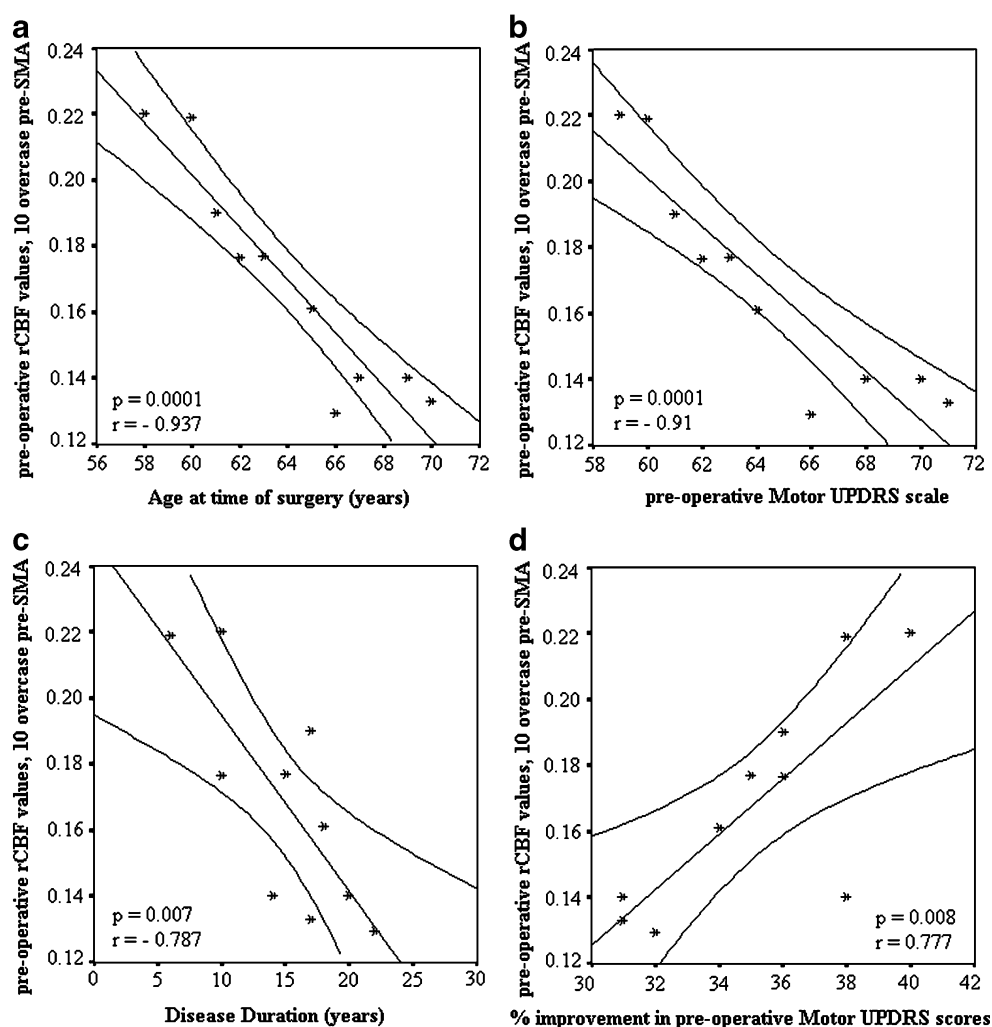 a
pre-operative rCBF values, 10 overcase pre-SMA
0.24
0.22
0.20
0.18
0.16
0.14
0.12
p = 0.0001
r = - 0.937
56 58 60 62 64 66 68 70 72
Age at time of surgery (years)
b
pre-operative rCBF values, 10 overcase pre-SMA
0.24
0.22
0.20
0.18
0.16
0.14
0.12
p = 0.0001
r = - 0.91
58 60 62 64 66 68 70 72
pre-operative Motor UPDRS scale
c
pre-operative rCBF values, 10 overcase pre-SMA
0.24
0.22
0.20
0.18
0.16
0.14
0.12
p = 0.007
r = - 0.787
0 5 10 15 20 25 30
Disease Duration (years)
d
pre-operative rCBF values, 10 overcase pre-SMA
0.24
0.22
0.20
0.18
0.16
0.14
0.12
p = 0.008
r = 0.777
30 32 34 36 38 40 42
% improvement in pre-operative Motor UPDRS scores